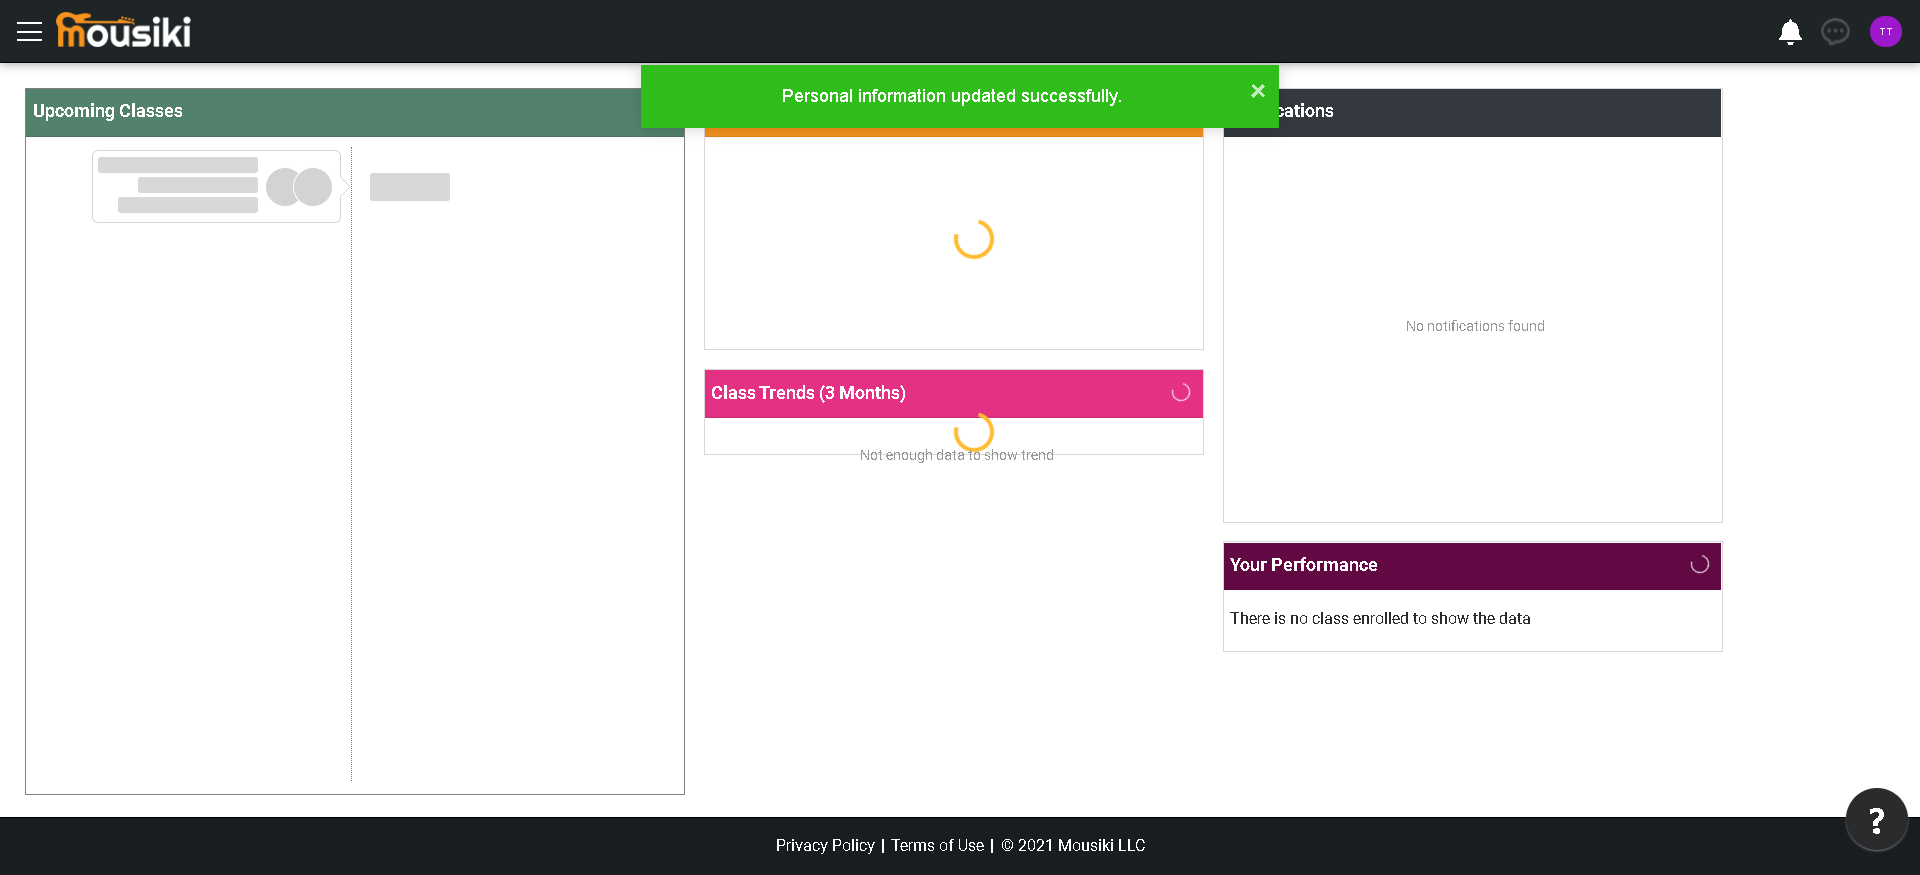 mousiki
TT
Personal information updated successfully.
Upcoming Classes
cations
No notifications found
Class Trends (3 Months)
Not enough data to show trend
Your Performance
There is no class enrolled to show the data
?
Privacy Policy | Terms of Use | © 2021 Mousiki LLC